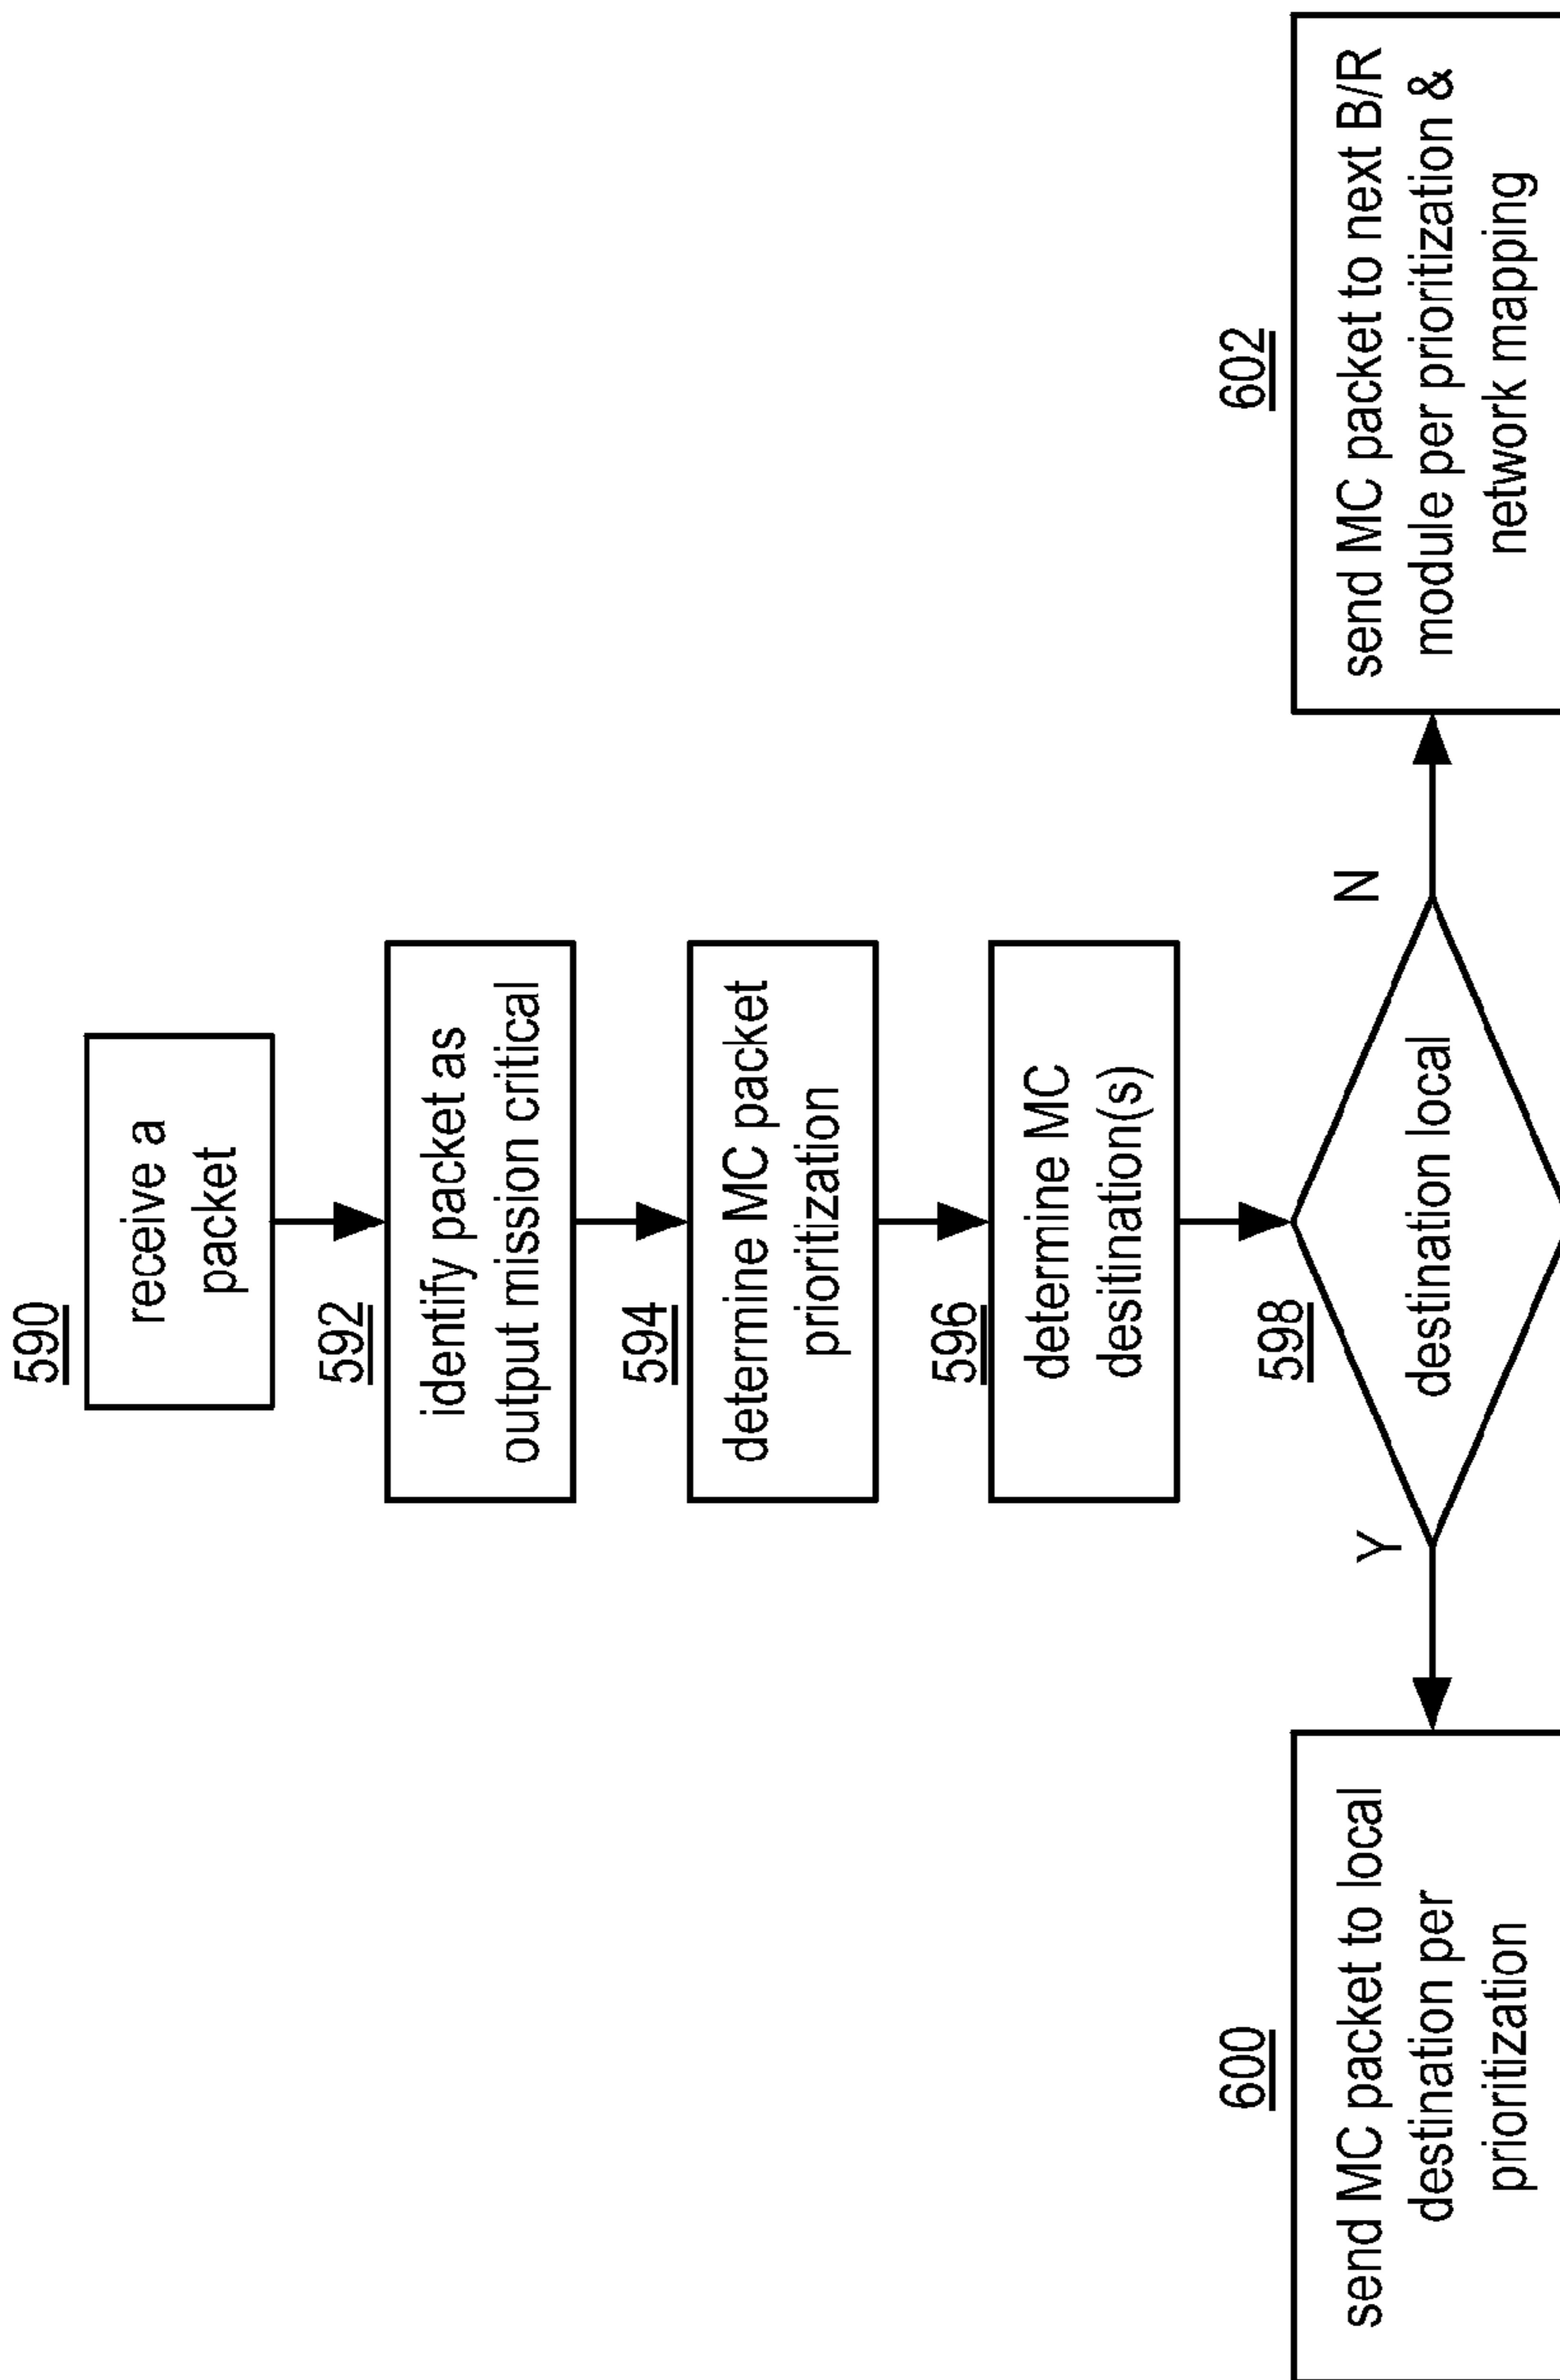 590
receive a
packet
592
identify packet as
output mission critical
594
determine MC packet
prioritization
596
determine MC
desitination(s)
598
destination local
Y
N
600
send MC packet to local
destination per
prioritization
602
send MC packet to next B/R
module per prioritization &
network mapping